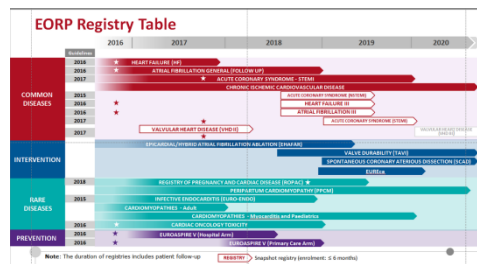 EORP Registry Table
2016 2017 2018 2019 2020
Guidelines
COMMON DISEASES
2016 HEART FAILURE [HF]
2016 ATRIAL FIBRILLATION GENERAL [FOLLOW UP]
2017 ACUTE CORONARY SYNDROME - STEMI
CHRONIC ISCHEMIC CARDIOVASCULAR DISEASE
2015 ACUTE CORONARY SYNDROME [NSTEMI]
2016 HEART FAILURE III
2016 ATRIAL FIBRILLATION III
2017 ACUTE CORONARY SYNDROME [STEMI]
2017 VALVULAR HEART DISEASE [VHD II]
VALVULAR HEART DISEASE
INTERVENTION
EPICARDIAL/HYBRID ATRIAL FIBRILLATION ABLATION [EHAFAR]
VALVE DURABILITY [TAVI]
SPONTANEOUS CORONARY ATERIOUS DISSECTION [SCAD]
EURECA
RARE DISEASES
2018 REGISTRY OF PREGNANCY AND CARDIAC DISEASE [ROPAC]
PERIPARTUM CARDIOMYOPATHY [PPCM]
2015 INFECTIVE ENDOCARDITIS [EURO-ENDO]
CARDIOMYOPATHIES - Adult
CARDIOMYOPATHIES - Myocarditis and Paediatrics
2016 CARDIAC ONCOLOGY TOXICITY
PREVENTION
2016 EUROASPIRE V [Hospital Arm]
2016 EUROASPIRE V [Primary Care Arm]
Note: The duration of registries includes patient follow-up
REGISTRY Snapshot registry (enrolment: ≤ 6 months)